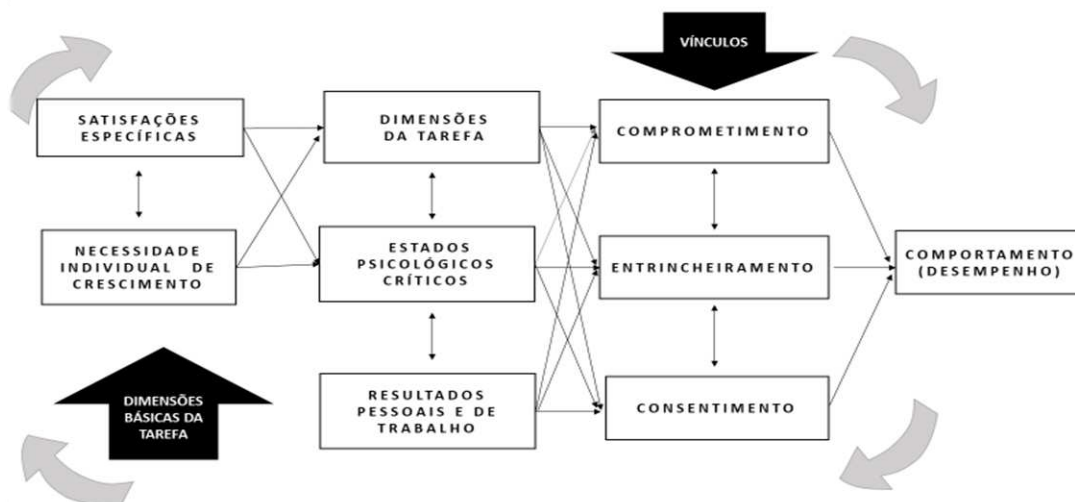 VÍNCULOS
SATISFAÇÕES
ESPECÍFICAS
DIMENSÕES
DA TAREFA
COMPROMETIMENTO
NECESSIDADE
INDIVIDUAL DE
CRESCIMENTO
ESTADOS
PSICOLÓGICOS
CRÍTICOS
ENTRINCHEIRAMENTO
COMPORTAMENTO
(DESEMPENHO)
DIMENSÕES
BÁSICAS DA
TAREFA
RESULTADOS
PESSOAIS E DE
TRABALHO
CONSENTIMENTO